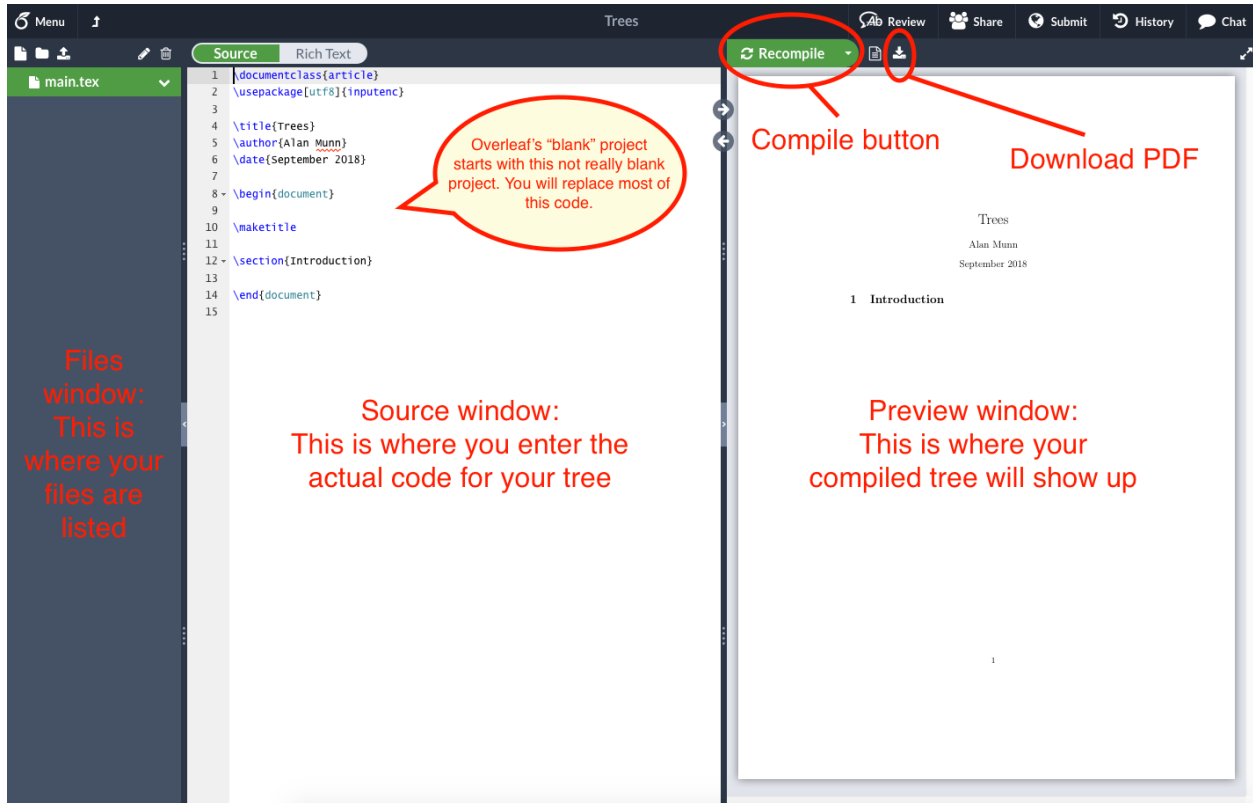 Menu
Trees
Review
Share
Submit
History
Chat
Source Rich Text
Recompile
main.tex
1 \documentclass{article}
2 \usepackage[utf8]{inputenc}
3
4 \title{Trees}
5 \author{Alan Munn}
6 \date{September 2018}
7
8 \begin{document}
9
10 \maketitle
11
12 \section{Introduction}
13
14 \end{document}
15
Overleaf’s “blank” project
starts with this not really blank
project. You will replace most of
this code.
Compile button
Download PDF
Trees
Alan Munn
September 2018
1 Introduction
Files
window:
This is
where your
files are
listed
Source window:
This is where you enter the
actual code for your tree
Preview window:
This is where your
compiled tree will show up
1